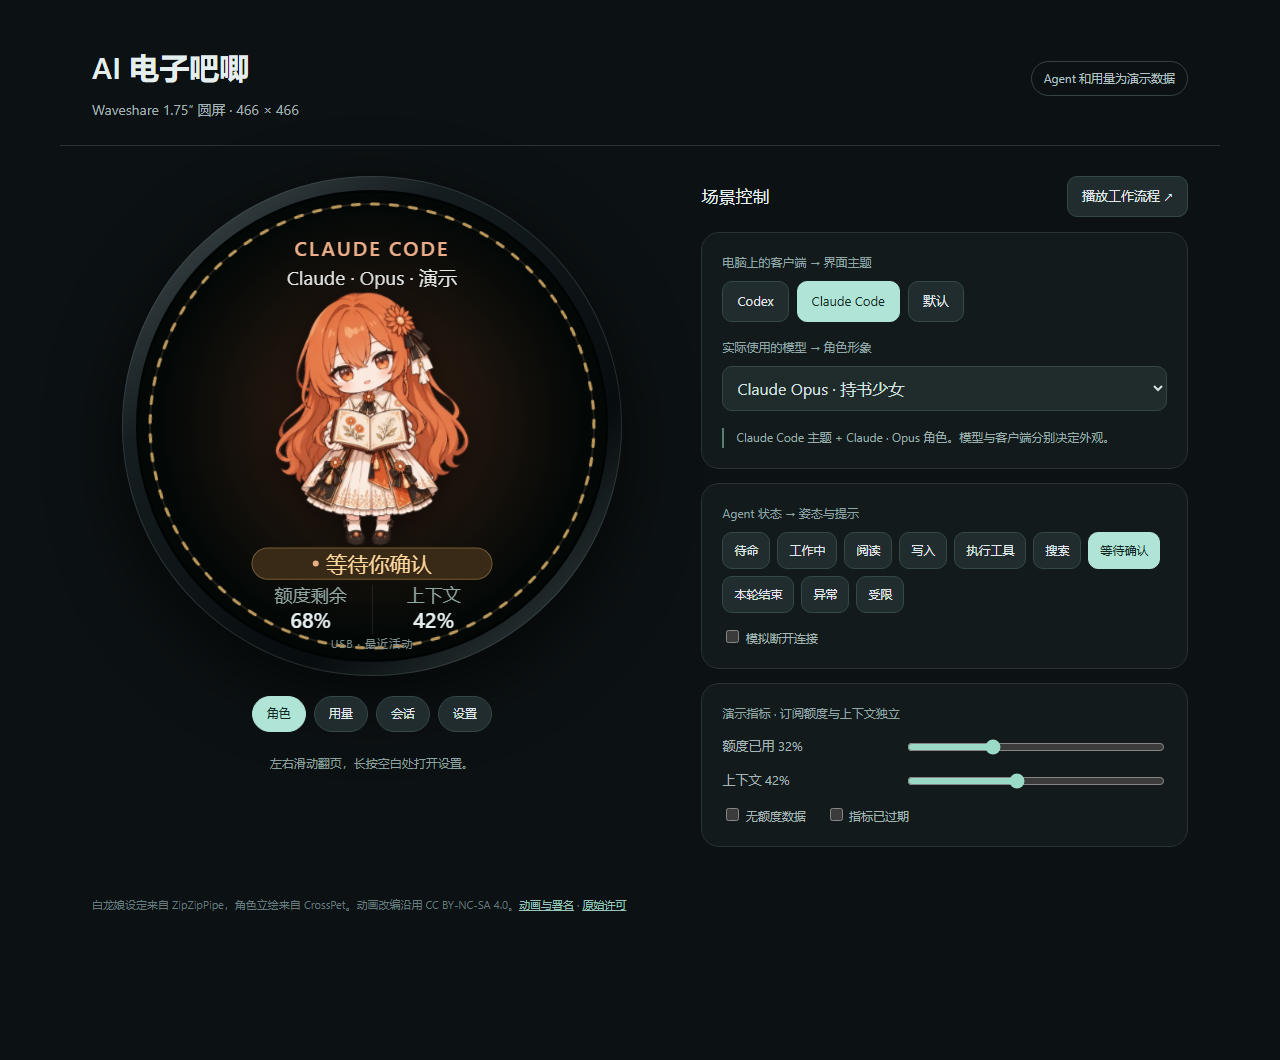 AI 电子吧唧
Waveshare 1.75" 圆屏 · 466 × 466
Agent 和用量为演示数据
CLAUDE CODE
Claude · Opus · 演示
• 等待你确认
额度剩余 上下文
68% 42%
USB · 最近活动
角色 用量 会话 设置
左右滑动翻页，长按空白处打开设置。
场景控制
播放工作流程 ↗
电脑上的客户端 → 界面主题
Codex Claude Code 默认
实际使用的模型 → 角色形象
Claude Opus · 持书少女
Claude Code 主题 + Claude · Opus 角色。模型与客户端分别决定外观。
Agent 状态 → 姿态与提示
待命 工作中 阅读 写入 执行工具 搜索 等待确认
本轮结束 异常 受限
模拟断开连接
演示指标 · 订阅额度与上下文独立
额度已用 32%
上下文 42%
无额度数据 指标已过期
白龙娘设定来自 ZipZipPipe，角色立绘来自 CrossPet。动画改编沿用 CC BY-NC-SA 4.0。动画与署名 · 原始许可